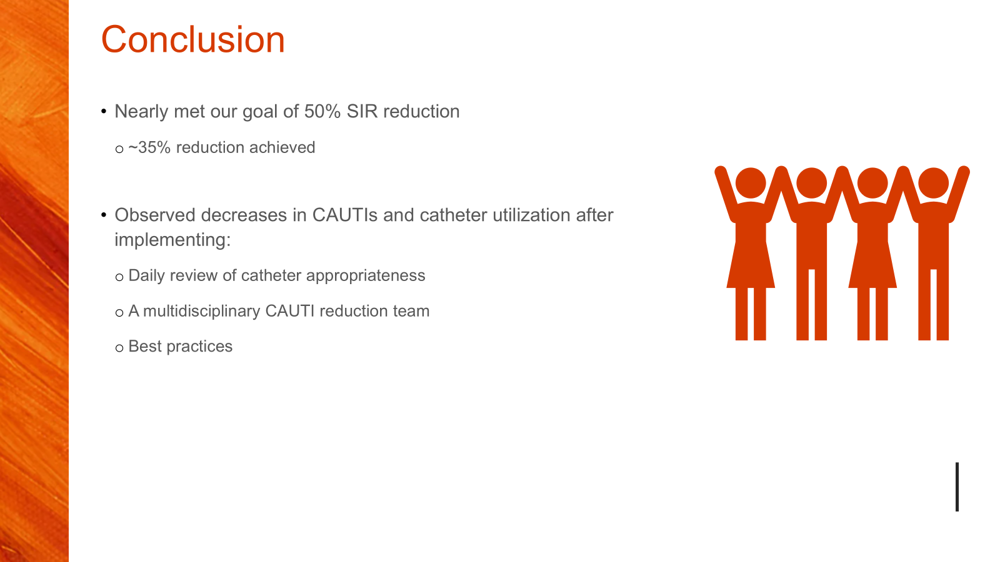 Conclusion
• Nearly met our goal of 50% SIR reduction
o ~35% reduction achieved
• Observed decreases in CAUTIs and catheter utilization after
implementing:
o Daily review of catheter appropriateness
o A multidisciplinary CAUTI reduction team
o Best practices